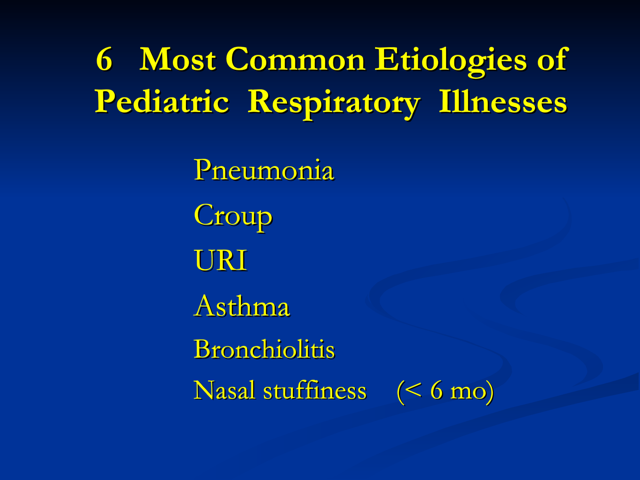 6 Most Common Etiologies of
Pediatric Respiratory Illnesses
Pneumonia
Croup
URI
Asthma
Bronchiolitis
Nasal stuffiness (< 6 mo)